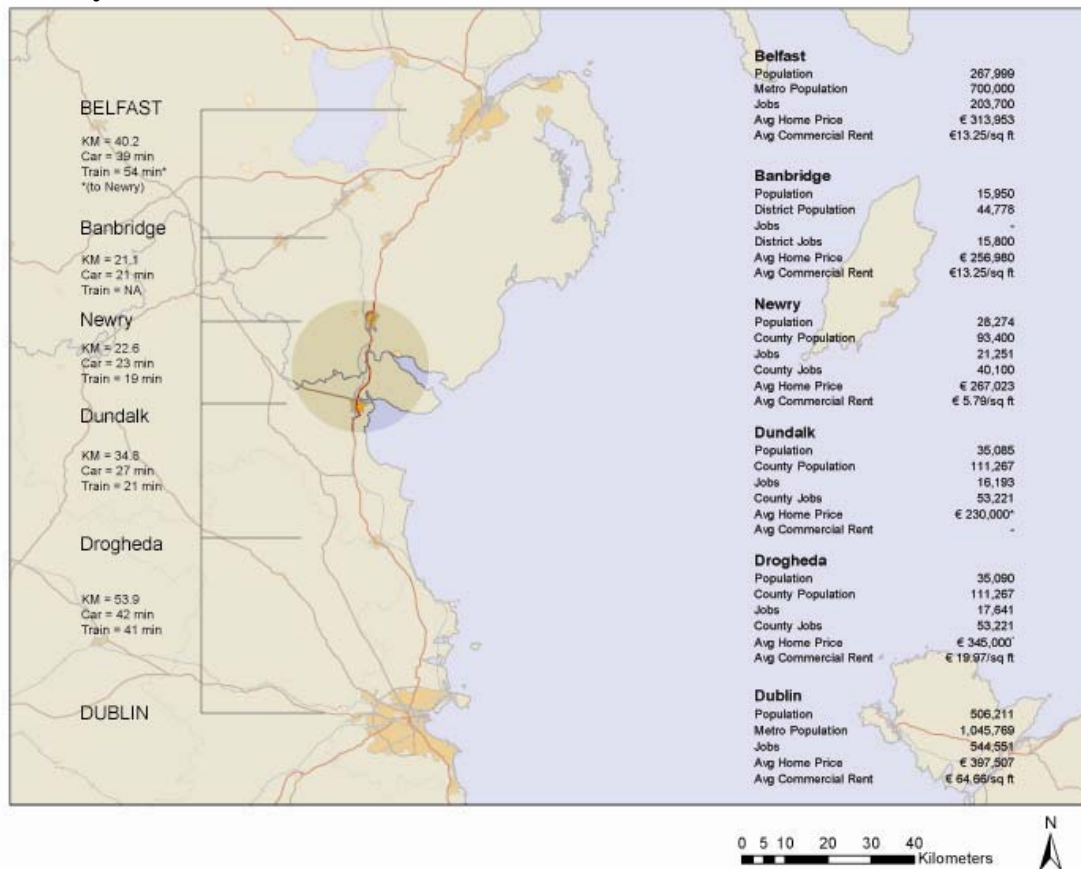 BELFAST
KM = 40.2
Car = 39 min
Train = 54 min*
*(to Newry)
Banbridge
KM = 21.1
Car = 21 min
Train = NA
Newry
KM = 22.6
Car = 23 min
Train = 19 min
Dundalk
KM = 34.8
Car = 27 min
Train = 21 min
Drogheda
KM = 53.9
Car = 42 min
Train = 41 min
DUBLIN
Belfast
Population 267,999
Metro Population 700,000
Jobs 203,700
Avg Home Price € 313,953
Avg Commercial Rent €13.25/sq ft
Banbridge
Population 15,950
District Population 44,778
Jobs -
District Jobs 15,800
Avg Home Price € 256,980
Avg Commercial Rent €13.25/sq ft
Newry
Population 28,274
County Population 93,400
Jobs 21,251
County Jobs 40,100
Avg Home Price € 267,023
Avg Commercial Rent € 5.79/sq ft
Dundalk
Population 35,085
County Population 111,267
Jobs 16,193
County Jobs 53,221
Avg Home Price € 230,000*
Avg Commercial Rent -
Drogheda
Population 35,090
County Population 111,267
Jobs 17,641
County Jobs 53,221
Avg Home Price € 345,000*
Avg Commercial Rent € 19.97/sq ft
Dublin
Population 506,211
Metro Population 1,045,769
Jobs 544,551
Avg Home Price € 397,507
Avg Commercial Rent € 64.66/sq ft
N
0 5 10 20 30 40
Kilometers